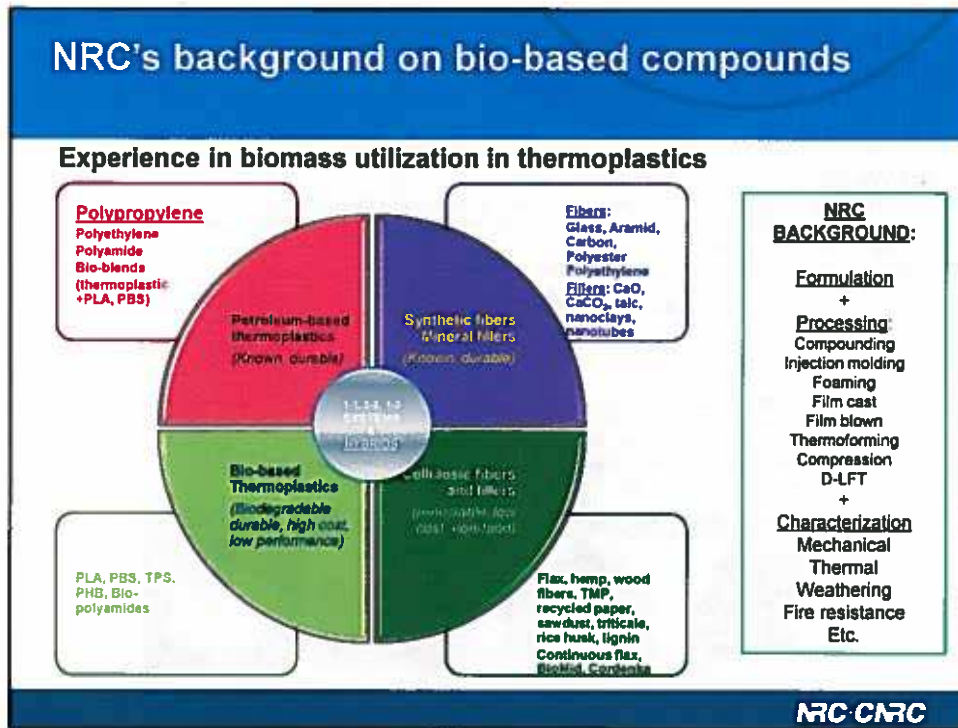 NRC's background on bio-based compounds
Experience in biomass utilization in thermoplastics
Polypropylene
Polyethylene
Polyamide
Bio-blends
(thermoplastic
+PLA, PBS)
Fibers:
Glass, Aramid,
Carbon,
Polyester
Polyethylene
Fillers: CaO,
CaCO₃, talc,
nanoclays,
nanotubes
Petroleum-based
thermoplastics
(Known, durable)
Synthetic fibers
Mineral fillers
(Known, durable)
HYBRIDS
Bio-based
Thermoplastics
(Biodegradable
durable, high cost,
low performance)
Cellulosic fibers
and fillers
PLA, PBS, TPS,
PHB, Bio-
polyamides
Flax, hemp, wood
fibers, TMP,
recycled paper,
sawdust, triticale,
rice husk, lignin
Continuous flax,
BioMid, Cordenka
NRC
BACKGROUND:
Formulation
+
Processing:
Compounding
Injection molding
Foaming
Film cast
Film blown
Thermoforming
Compression
D-LFT
+
Characterization
Mechanical
Thermal
Weathering
Fire resistance
Etc.
NRC·CNRC